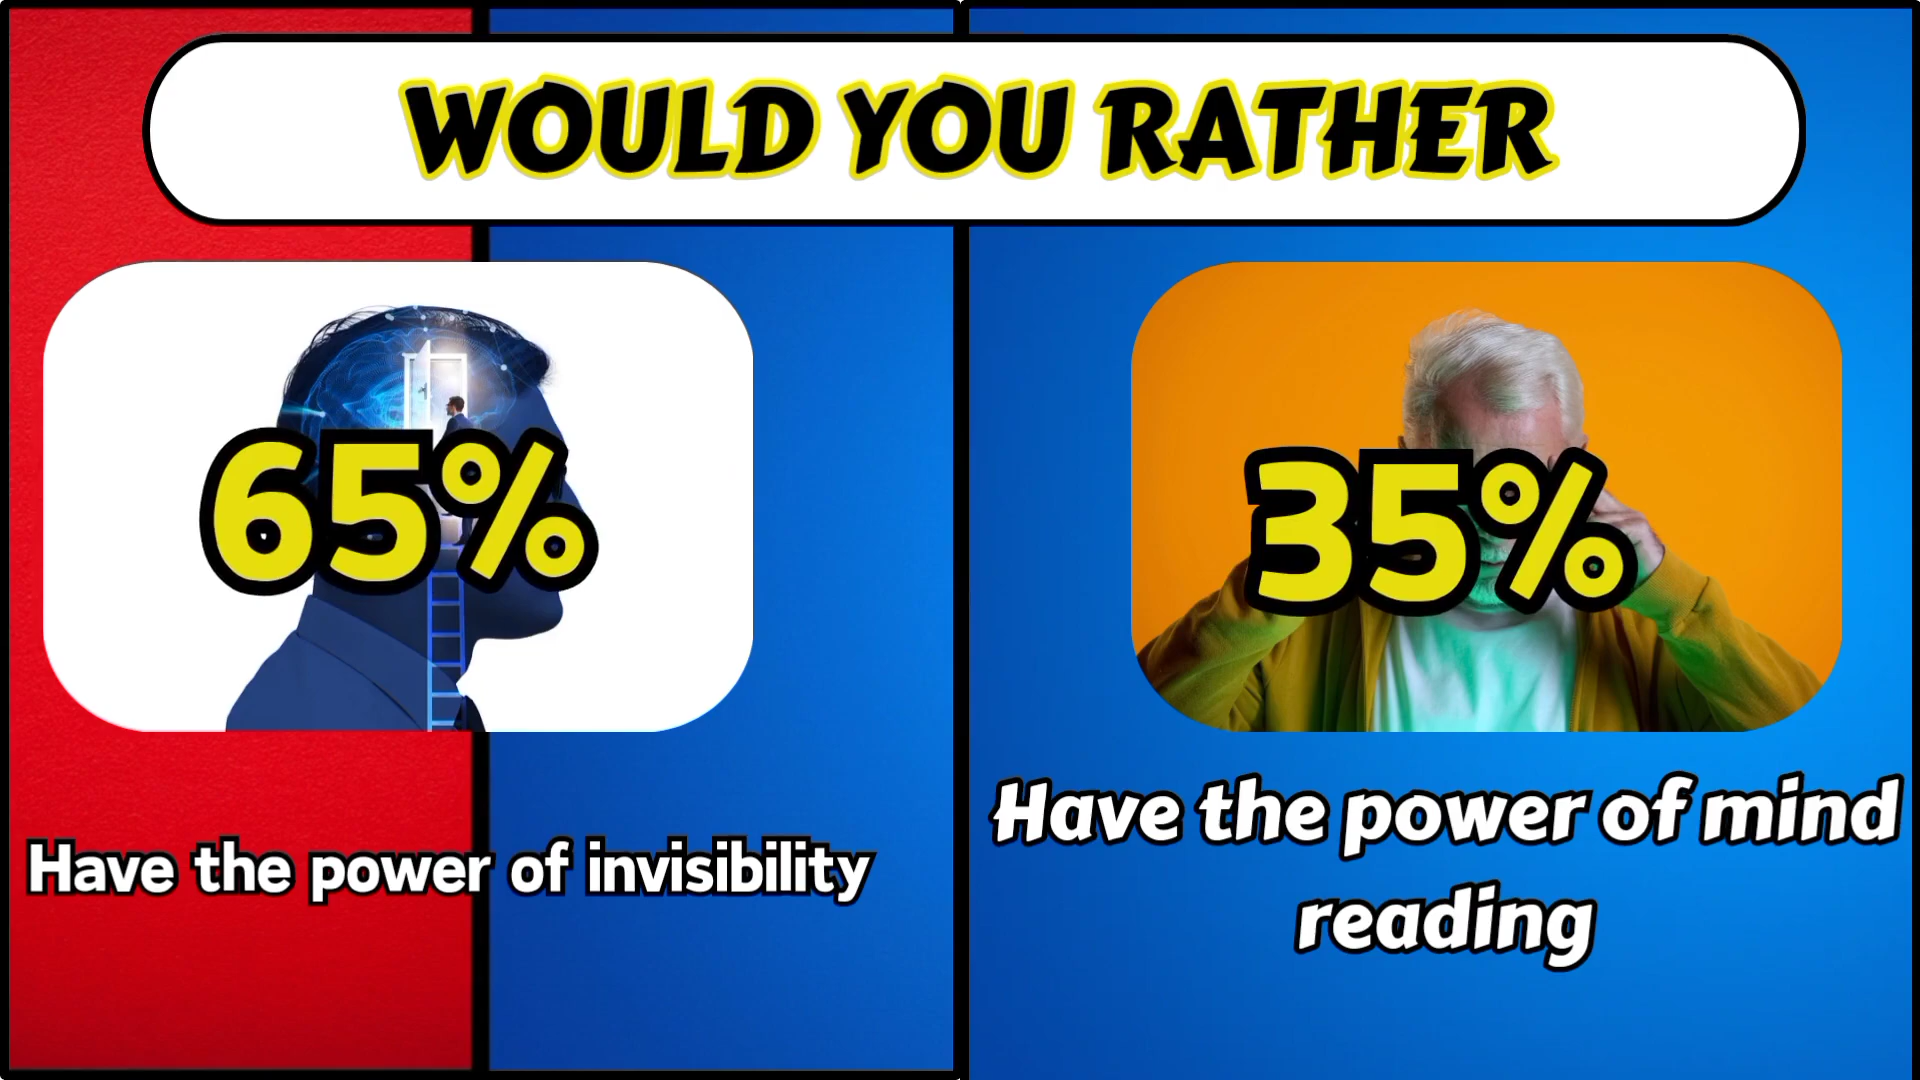 WOULD YOU RATHER
65%
35%
Have the power of invisibility
Have the power of mind
reading